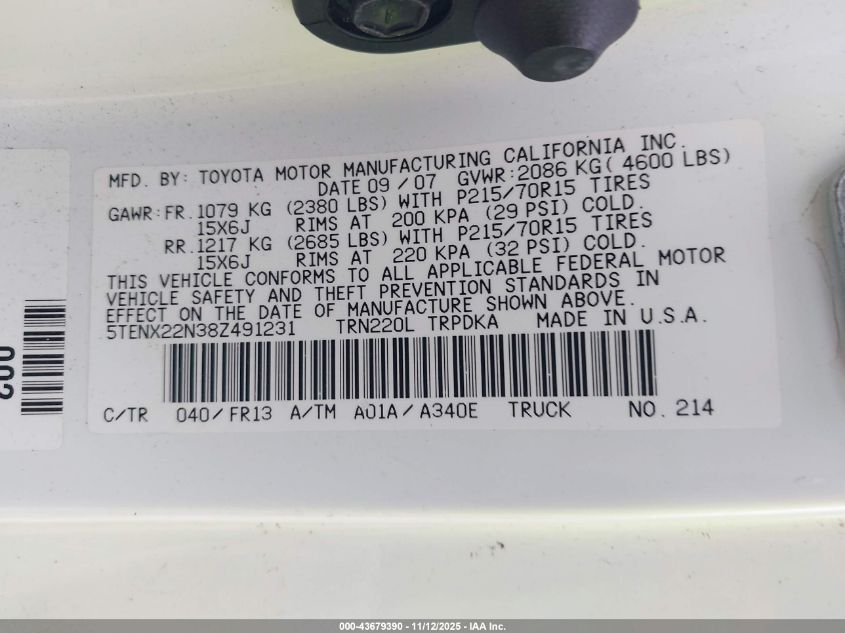 MFD. BY: TOYOTA MOTOR MANUFACTURING CALIFORNIA INC.
DATE 09 / 07 GVWR: 2086 KG( 4600 LBS)
GAWR: FR. 1079 KG (2380 LBS) WITH P215/70R15 TIRES
15X6J RIMS AT 200 KPA (29 PSI) COLD.
RR. 1217 KG (2685 LBS) WITH P215/70R15 TIRES
15X6J RIMS AT 220 KPA (32 PSI) COLD.
THIS VEHICLE CONFORMS TO ALL APPLICABLE FEDERAL MOTOR
VEHICLE SAFETY AND THEFT PREVENTION STANDARDS IN
EFFECT ON THE DATE OF MANUFACTURE SHOWN ABOVE.
5TENX22N38Z491231 TRN220L TRPDKA MADE IN U.S.A.
C/TR 040/FR13 A/TM A01A/A340E TRUCK NO. 214
002
000-43679390 - 11/12/2025 - IAA Inc.